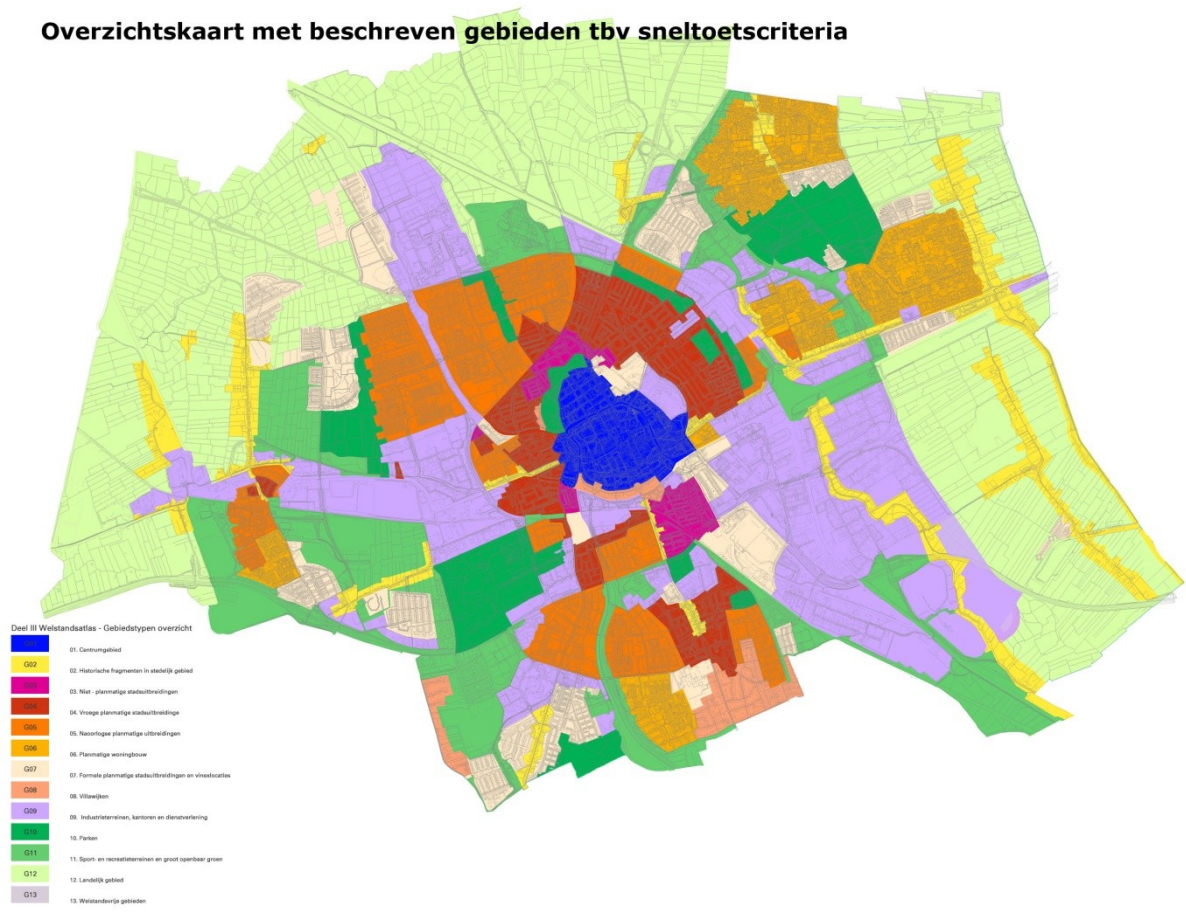 Overzichtskaart met beschreven gebieden tbv sneltoetscriteria
Deel III Welstandsatlas - Gebiedstypen overzicht
G01 01. Centrumgebied
G02 02. Historische fragmenten in stedelijk gebied
G03 03. Niet - planmatige stadsuitbreidingen
G04 04. Vroege planmatige stadsuitbreidinge
G05 05. Naoorlogse planmatige uitbreidingen
G06 06. Planmatige woningbouw
G07 07. Formele planmatige stadsuitbreidingen en vinexlocaties
G08 08. Villawijken
G09 09. Industrieterreinen, kantoren en dienstverlening
G10 10. Parken
G11 11. Sport- en recreatieterreinen en groot openbaar groen
G12 12. Landelijk gebied
G13 13. Welstandsvrije gebieden